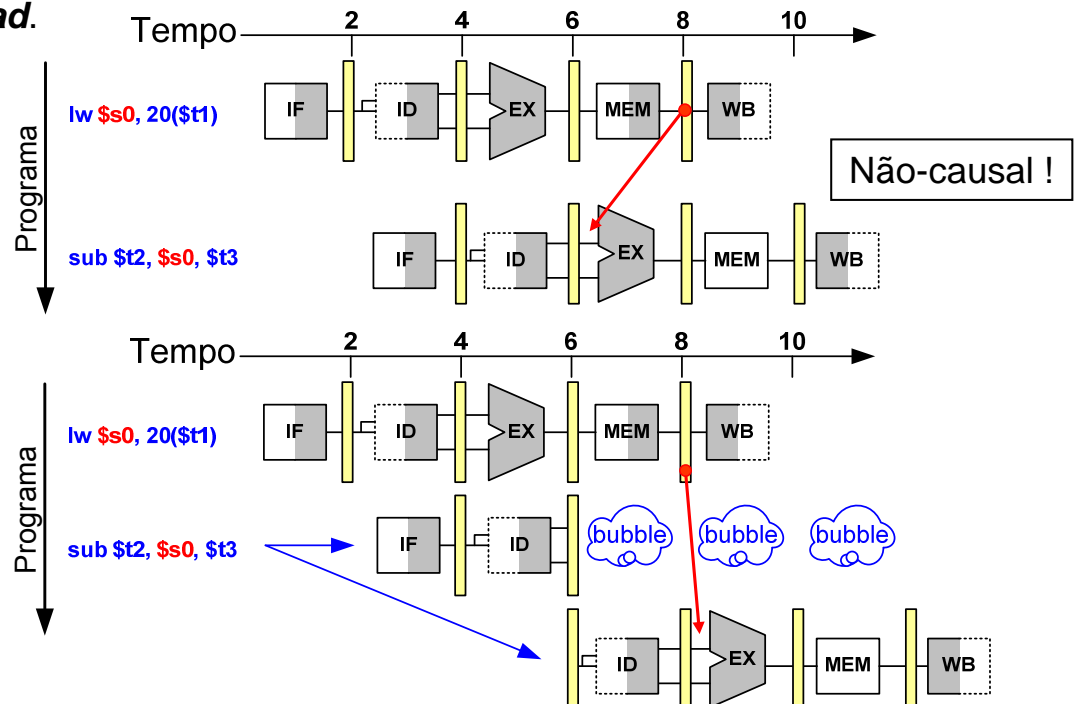 ad.
Tempo
2 4 6 8 10
Programa
lw $s0, 20($t1)
IF ID EX MEM WB
Não-causal !
sub $t2, $s0, $t3
IF ID EX MEM WB
Tempo
2 4 6 8 10
Programa
lw $s0, 20($t1)
IF ID EX MEM WB
sub $t2, $s0, $t3
IF ID bubble bubble bubble
ID EX MEM WB